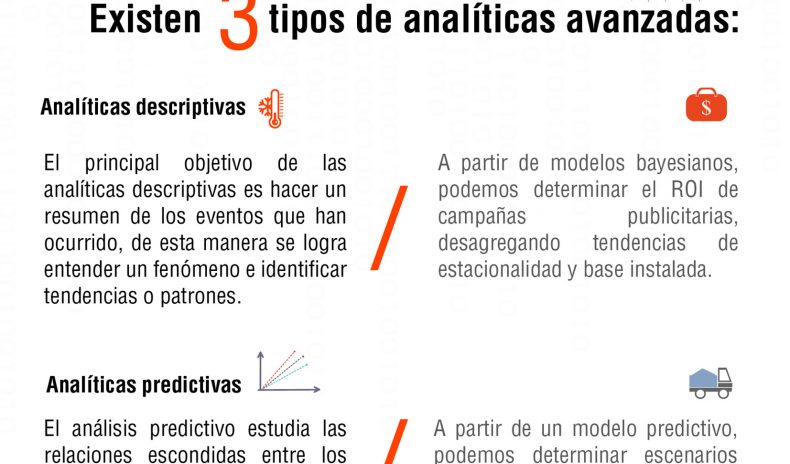 Existen 3 tipos de analíticas avanzadas:
Analíticas descriptivas
$
El principal objetivo de las
analíticas descriptivas es hacer un
resumen de los eventos que han
ocurrido, de esta manera se logra
entender un fenómeno e identificar
tendencias o patrones.
/
A partir de modelos bayesianos,
podemos determinar el ROI de
campañas publicitarias,
desagregando tendencias de
estacionalidad y base instalada.
Analíticas predictivas
El análisis predictivo estudia las
relaciones escondidas entre los
/
A partir de un modelo predictivo,
podemos determinar escenarios